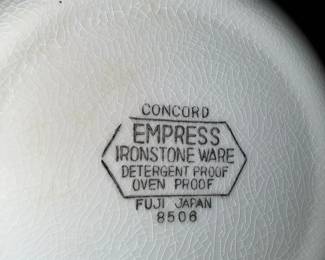 CONCORD
EMPRESS
IRONSTONE WARE
DETERGENT PROOF
OVEN PROOF
FUJI JAPAN
8506